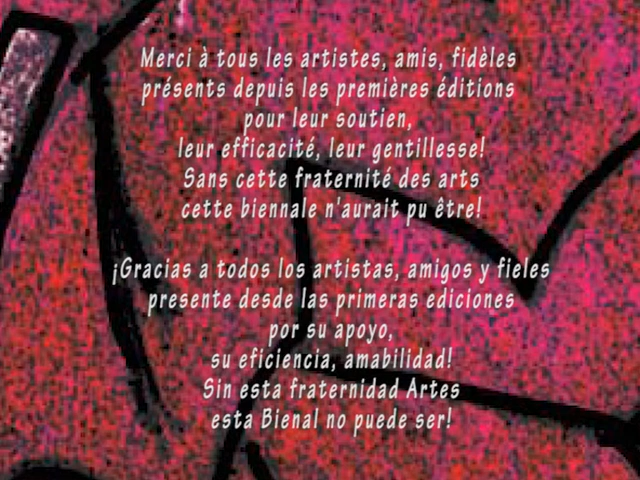 Merci à tous les artistes, amis, fidèles
présents depuis les premières éditions
pour leur soutien,
leur efficacité, leur gentillesse!
Sans cette fraternité des arts
cette biennale n'aurait pu être!
¡Gracias a todos los artistas, amigos y fieles
presente desde las primeras ediciones
por su apoyo,
su eficiencia, amabilidad!
Sin esta fraternidad Artes
esta Bienal no puede ser!